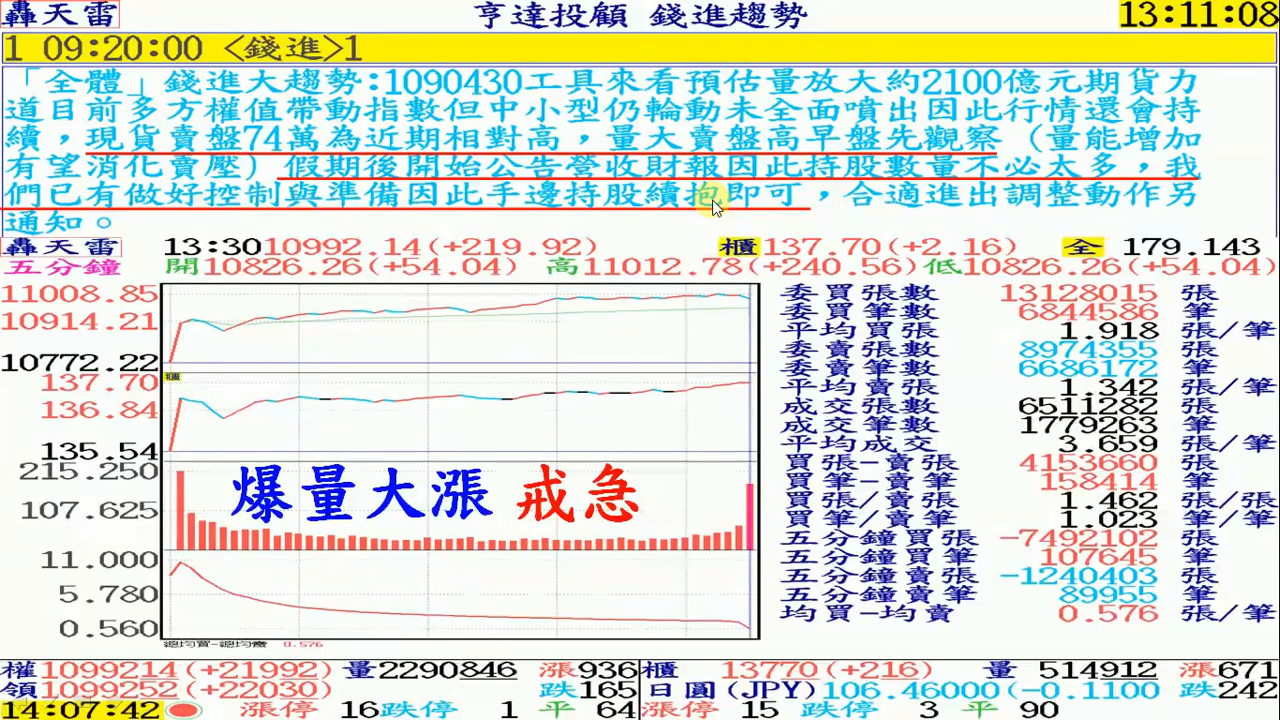 轟天雷 亨達投顧 錢進趨勢 13:11:08
1 09:20:00 <錢進>1
「全體」錢進大趨勢:1090430工具來看預估量放大約2100億元期貨力
道目前多方權值帶動指數但中小型仍輪動未全面噴出因此行情還會持
續，現貨賣盤74萬為近期相對高，量大賣盤高早盤先觀察（量能增加
有望消化賣壓）假期後開始公告營收財報因此持股數量不必太多，我
們已有做好控制與準備因此手邊持股續抱即可，合適進出調整動作另
通知。
轟天雷 13:30 10992.14(+219.92) 櫃 137.70(+2.16) 全 179.143
五分鐘 開10826.26(+54.04) 高11012.78(+240.56) 低10826.26(+54.04)
11008.85
10914.21
10772.22
櫃
137.70
136.84
135.54
215.250
107.625
爆量大漲 戒急
11.000
5.780
0.560
總均買-總均賣 0.576
委買張數 13128015 張
委買筆數 6844586 筆
平均買張 1.918 張/筆
委賣張數 8974355 張
委賣筆數 6686172 筆
平均賣張 1.342 張/筆
成交張數 6511282 張
成交筆數 1779263 筆
平均成交 3.659 張/筆
買張-賣張 4153660 張
買筆-賣筆 158414 筆
買張/賣張 1.462 張/張
買筆/賣筆 1.023 筆/筆
五分鐘買張 -7492102 張
五分鐘買筆 107645 筆
五分鐘賣張 -1240403 張
五分鐘賣筆 89955 筆
均買-均賣 0.576 張/筆
權1099214(+21992) 量2290846 漲936 櫃 13770(+216) 量 514912 漲671
領1099252(+22030) 跌165 日圓(JPY)106.46000(-0.1100 跌242
14:07:42 漲停 16跌停 1 平 64 漲停 15 跌停 3 平 90